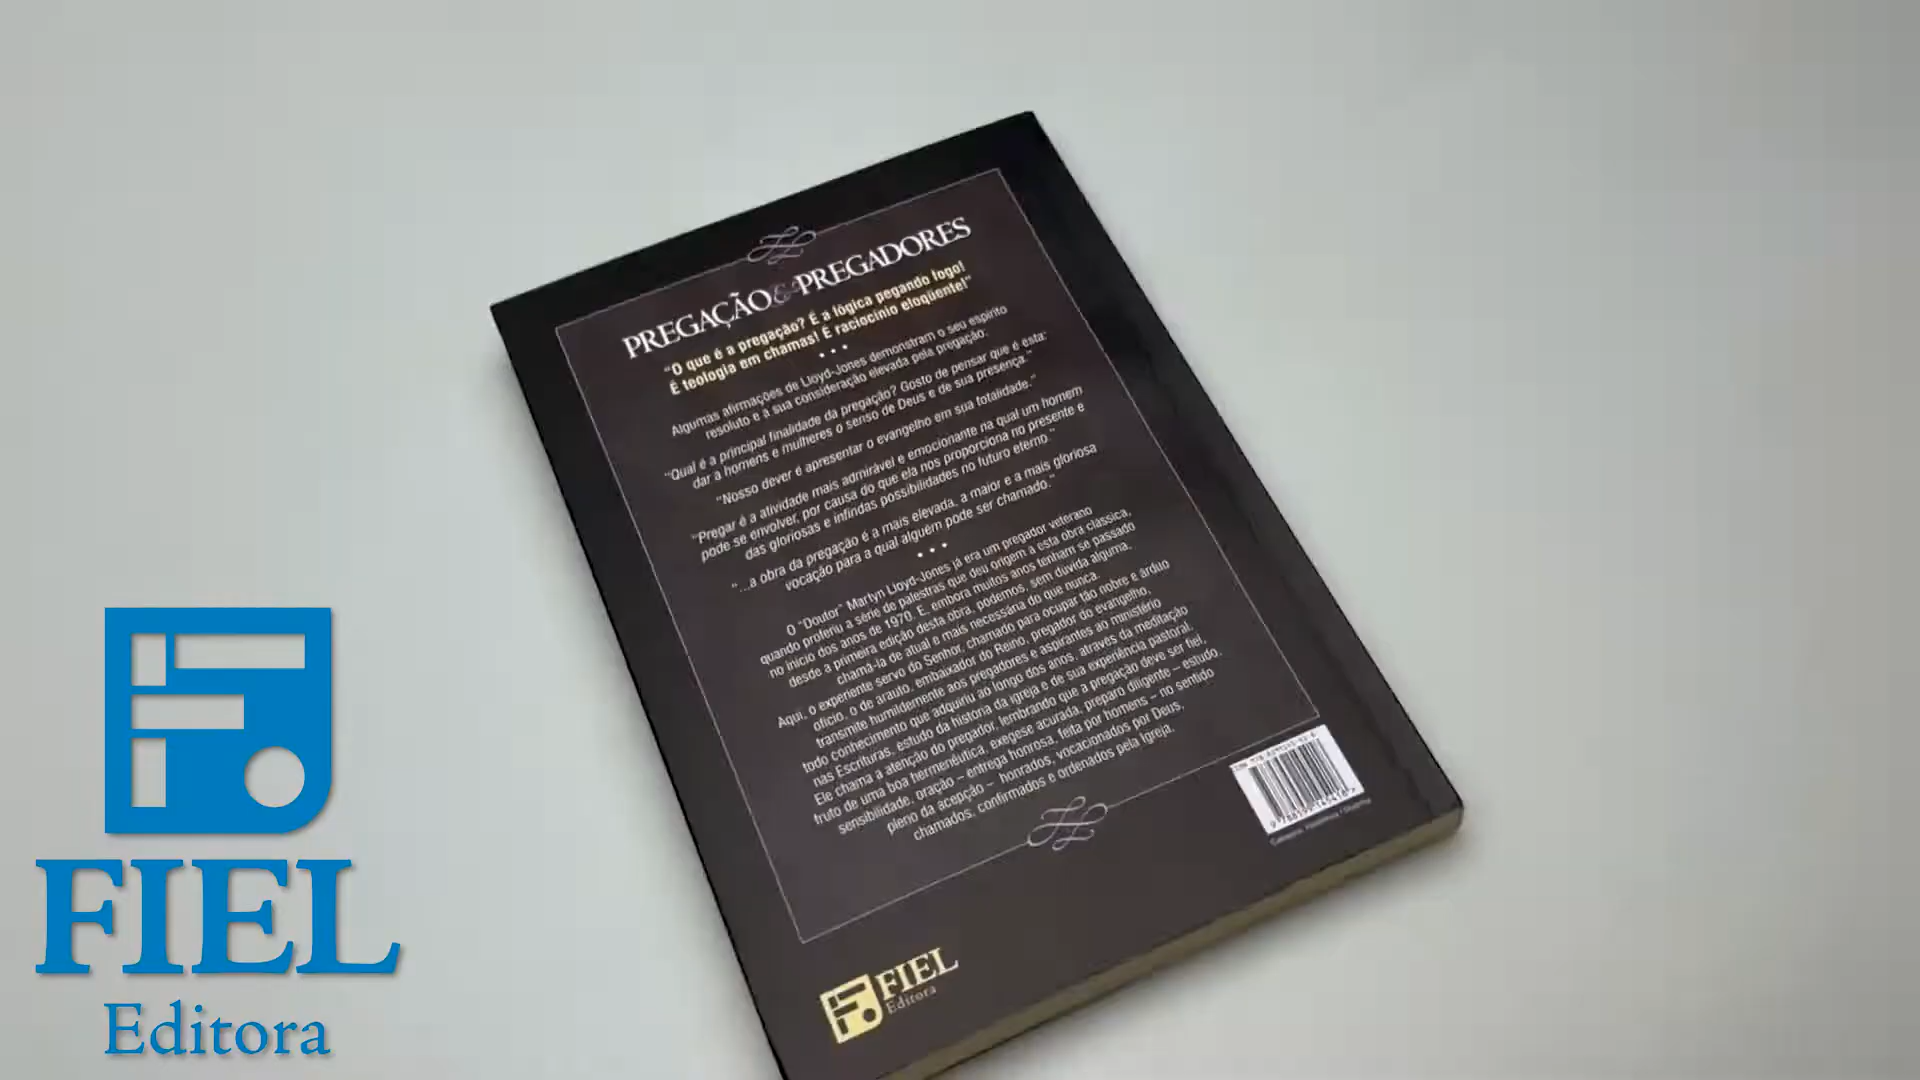 PREGAÇÃO & PREGADORES
"O que é a pregação? É a lógica pegando fogo!
É teologia em chamas! É raciocínio eloqüente!"
• • •
Algumas afirmações de Lloyd-Jones demonstram o seu espírito
resoluto e a sua consideração elevada pela pregação:
"Qual é a principal finalidade da pregação? Gosto de pensar que é esta:
dar a homens e mulheres o senso de Deus e de sua presença."
"Nosso dever é apresentar o evangelho em sua totalidade."
"Pregar é a atividade mais admirável e emocionante na qual um homem
pode se envolver, por causa do que ela nos proporciona no presente e
das gloriosas e infindas possibilidades no futuro eterno."
"...a obra da pregação é a mais elevada, a maior e a mais gloriosa
vocação para a qual alguém pode ser chamado."
• • •
O "Doutor" Martyn Lloyd-Jones já era um pregador veterano
quando proferiu a série de palestras que deu origem a esta obra clássica,
no início dos anos de 1970. E, embora muitos anos tenham se passado
desde a primeira edição desta obra, podemos, sem dúvida alguma,
chamá-la de atual e mais necessária do que nunca.
Aqui, o experiente servo do Senhor, chamado para ocupar tão nobre e árduo
ofício, o de arauto, embaixador do Reino, pregador do evangelho,
transmite humildemente aos pregadores e aspirantes ao ministério
todo conhecimento que adquiriu ao longo dos anos, através da meditação
nas Escrituras, estudo da história da igreja e de sua experiência pastoral.
Ele chama a atenção do pregador, lembrando que a pregação deve ser fiel,
fruto de uma boa hermenêutica, exegese acurada, preparo diligente – estudo,
sensibilidade, oração – entrega honrosa, feita por homens – no sentido
pleno da acepção – honrados, vocacionados por Deus,
chamados, confirmados e ordenados pela Igreja.
FIEL
Editora
FIEL
Editora